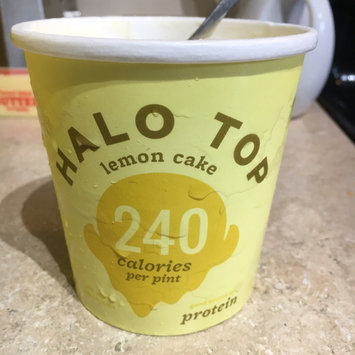 HALO TOP
lemon cake
240
calories
per pint
protein